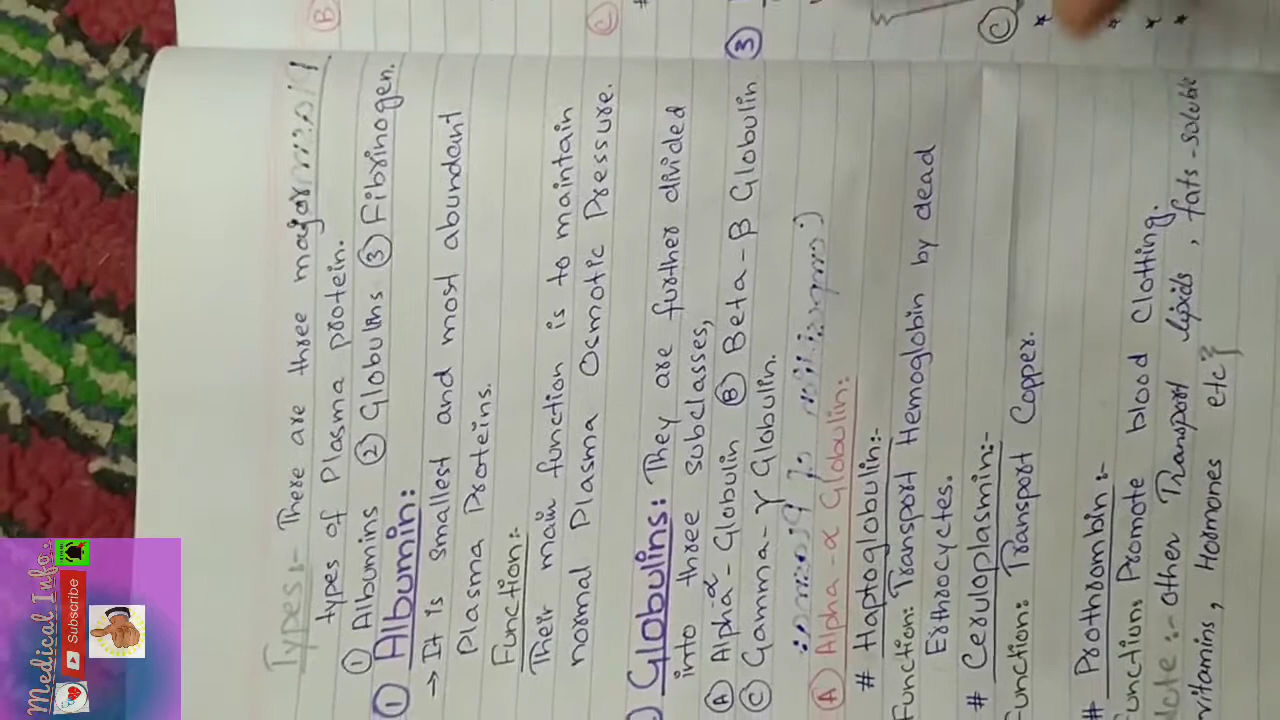 Types:- There are three major
types of Plasma protein.
① Albumins ② Globulins ③ Fibrinogen.
① Albumin:
→ It is smallest and most abundant
Plasma Proteins.
Function:-
Their main function is to maintain
normal Plasma Osmotic Pressure.
Globulins: They are further divided
into three subclasses,
Ⓐ Alpha-α-Globulin Ⓑ Beta-β Globulin
Ⓒ Gamma-γ Globulin.
Ⓐ Alpha-α Globulin:
# Haptoglobulin:-
Function: Transport Hemoglobin by dead
Erthrocyctes.
# Ceruloplasmin:-
Function: Transport Copper.
# Prothrombin:-
Function: Promote blood Clotting.
Note:- Other Transport lipids, fats-soluble
vitamins, Hormones etc}
Ⓑ
Ⓒ
③
Ⓒ
Medical Info:
Subscribe